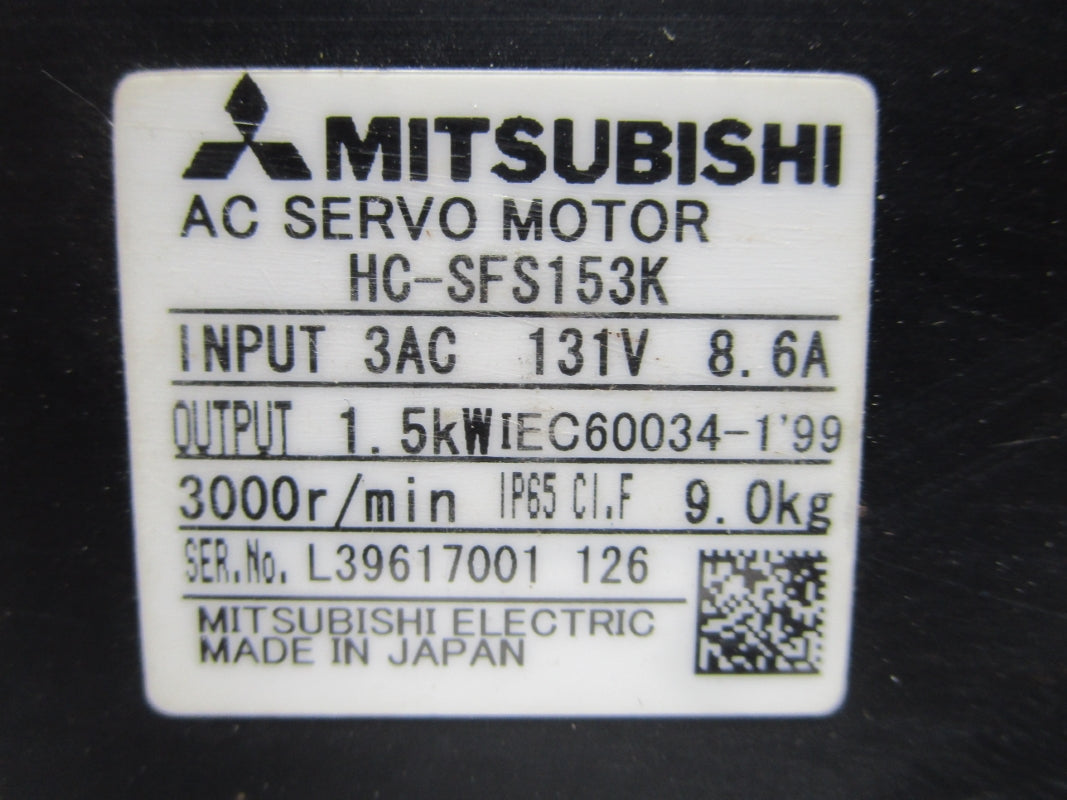 MITSUBISHI
AC SERVO MOTOR
HC-SFS153K
INPUT 3AC 131V 8.6A
OUTPUT 1.5kW IEC60034-1'99
3000r/min IP65 Cl.F 9.0kg
SER.No. L39617001 126
MITSUBISHI ELECTRIC
MADE IN JAPAN